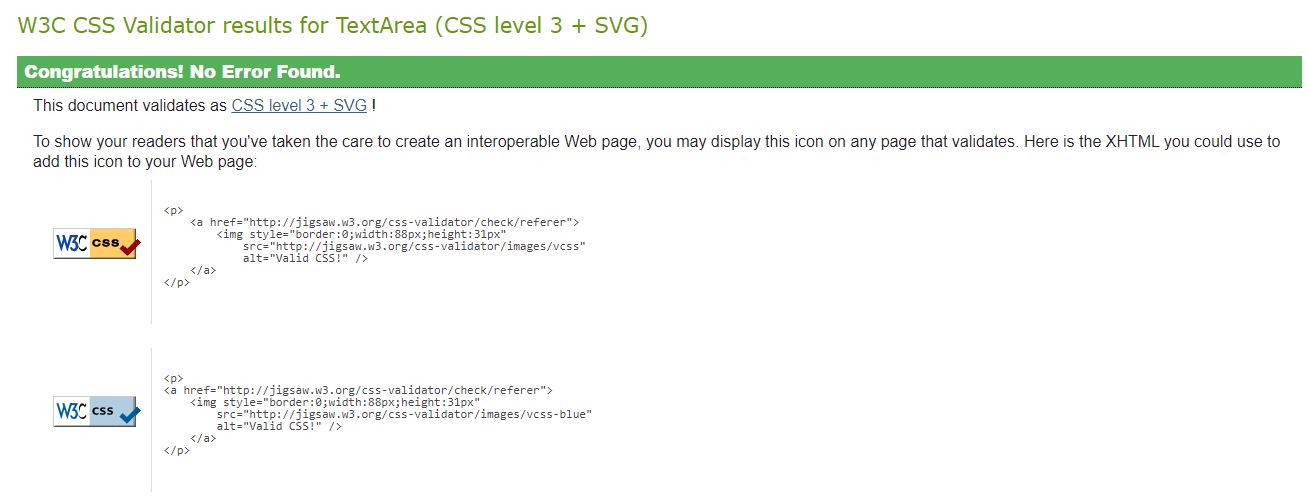 W3C CSS Validator results for TextArea (CSS level 3 + SVG)
Congratulations! No Error Found.
This document validates as CSS level 3 + SVG !
To show your readers that you've taken the care to create an interoperable Web page, you may display this icon on any page that validates. Here is the XHTML you could use to
add this icon to your Web page:
W3C css
<p>
    <a href="http://jigsaw.w3.org/css-validator/check/referer">
        <img style="border:0;width:88px;height:31px"
            src="http://jigsaw.w3.org/css-validator/images/vcss"
            alt="Valid CSS!" />
    </a>
</p>
W3C css
<p>
<a href="http://jigsaw.w3.org/css-validator/check/referer">
    <img style="border:0;width:88px;height:31px"
        src="http://jigsaw.w3.org/css-validator/images/vcss-blue"
        alt="Valid CSS!" />
    </a>
</p>